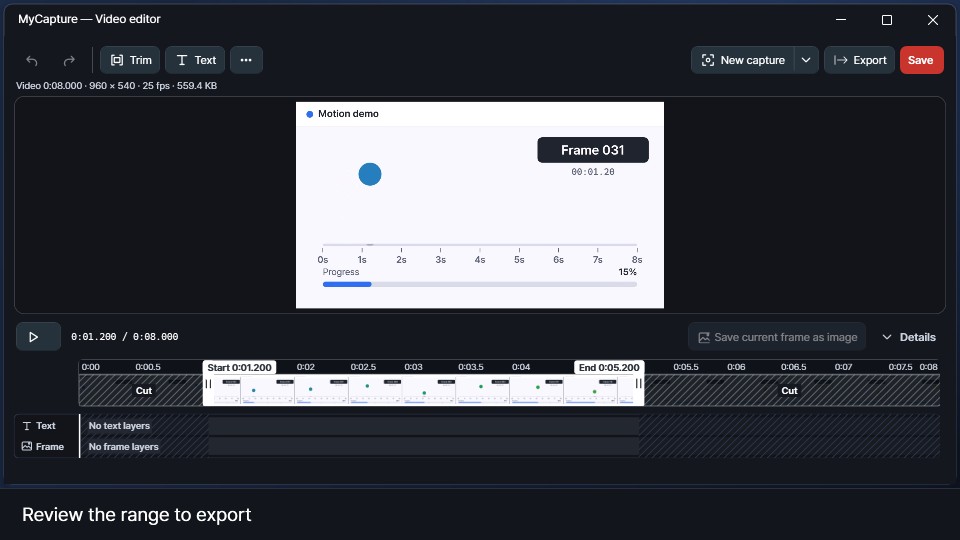 MyCapture — Video editor
Trim
Text
New capture
Export
Save
Video 0:08.000 · 960 × 540 · 25 fps · 559.4 KB
Motion demo
Frame 031
00:01.20
0s 1s 2s 3s 4s 5s 6s 7s 8s
Progress 15%
0:01.200 / 0:08.000
Save current frame as image
Details
0:00 0:00.5 Start 0:01.200 0:02 0:02.5 0:03 0:03.5 0:04 End 0:05.200 0:05.5 0:06 0:06.5 0:07 0:07.5 0:08
Cut Cut
Text No text layers
Frame No frame layers
Review the range to export